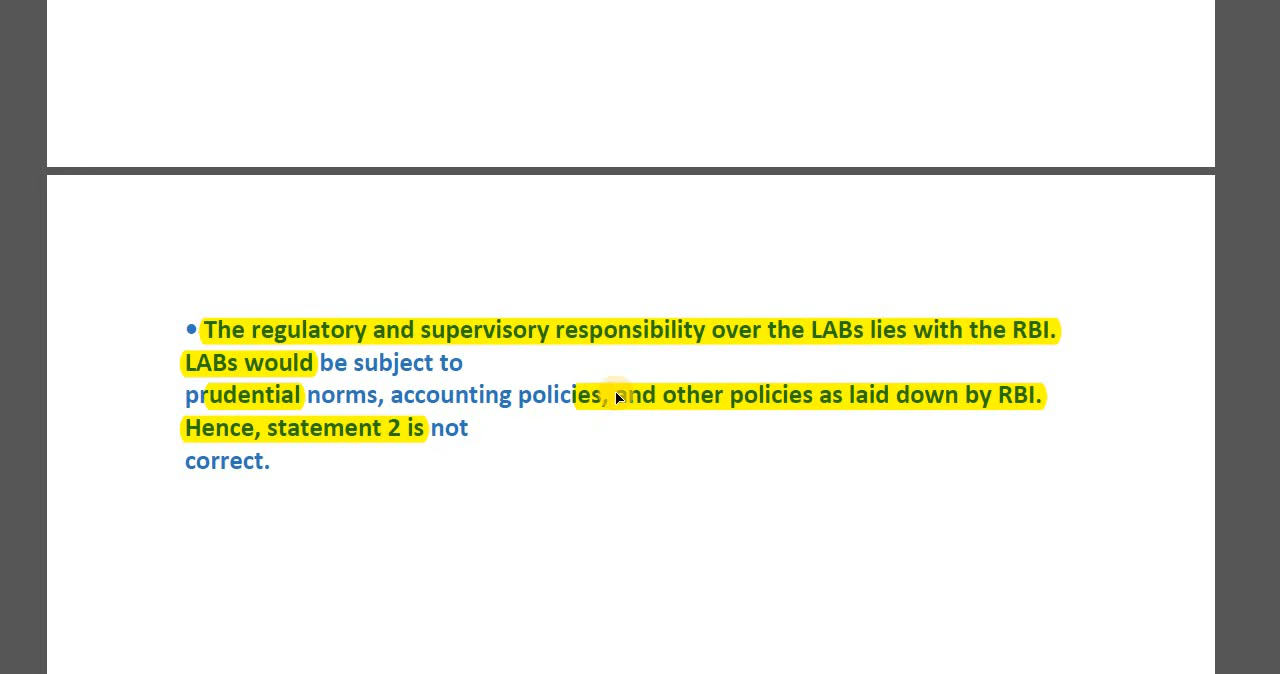 • The regulatory and supervisory responsibility over the LABs lies with the RBI.
LABs would be subject to
prudential norms, accounting policies, and other policies as laid down by RBI.
Hence, statement 2 is not
correct.